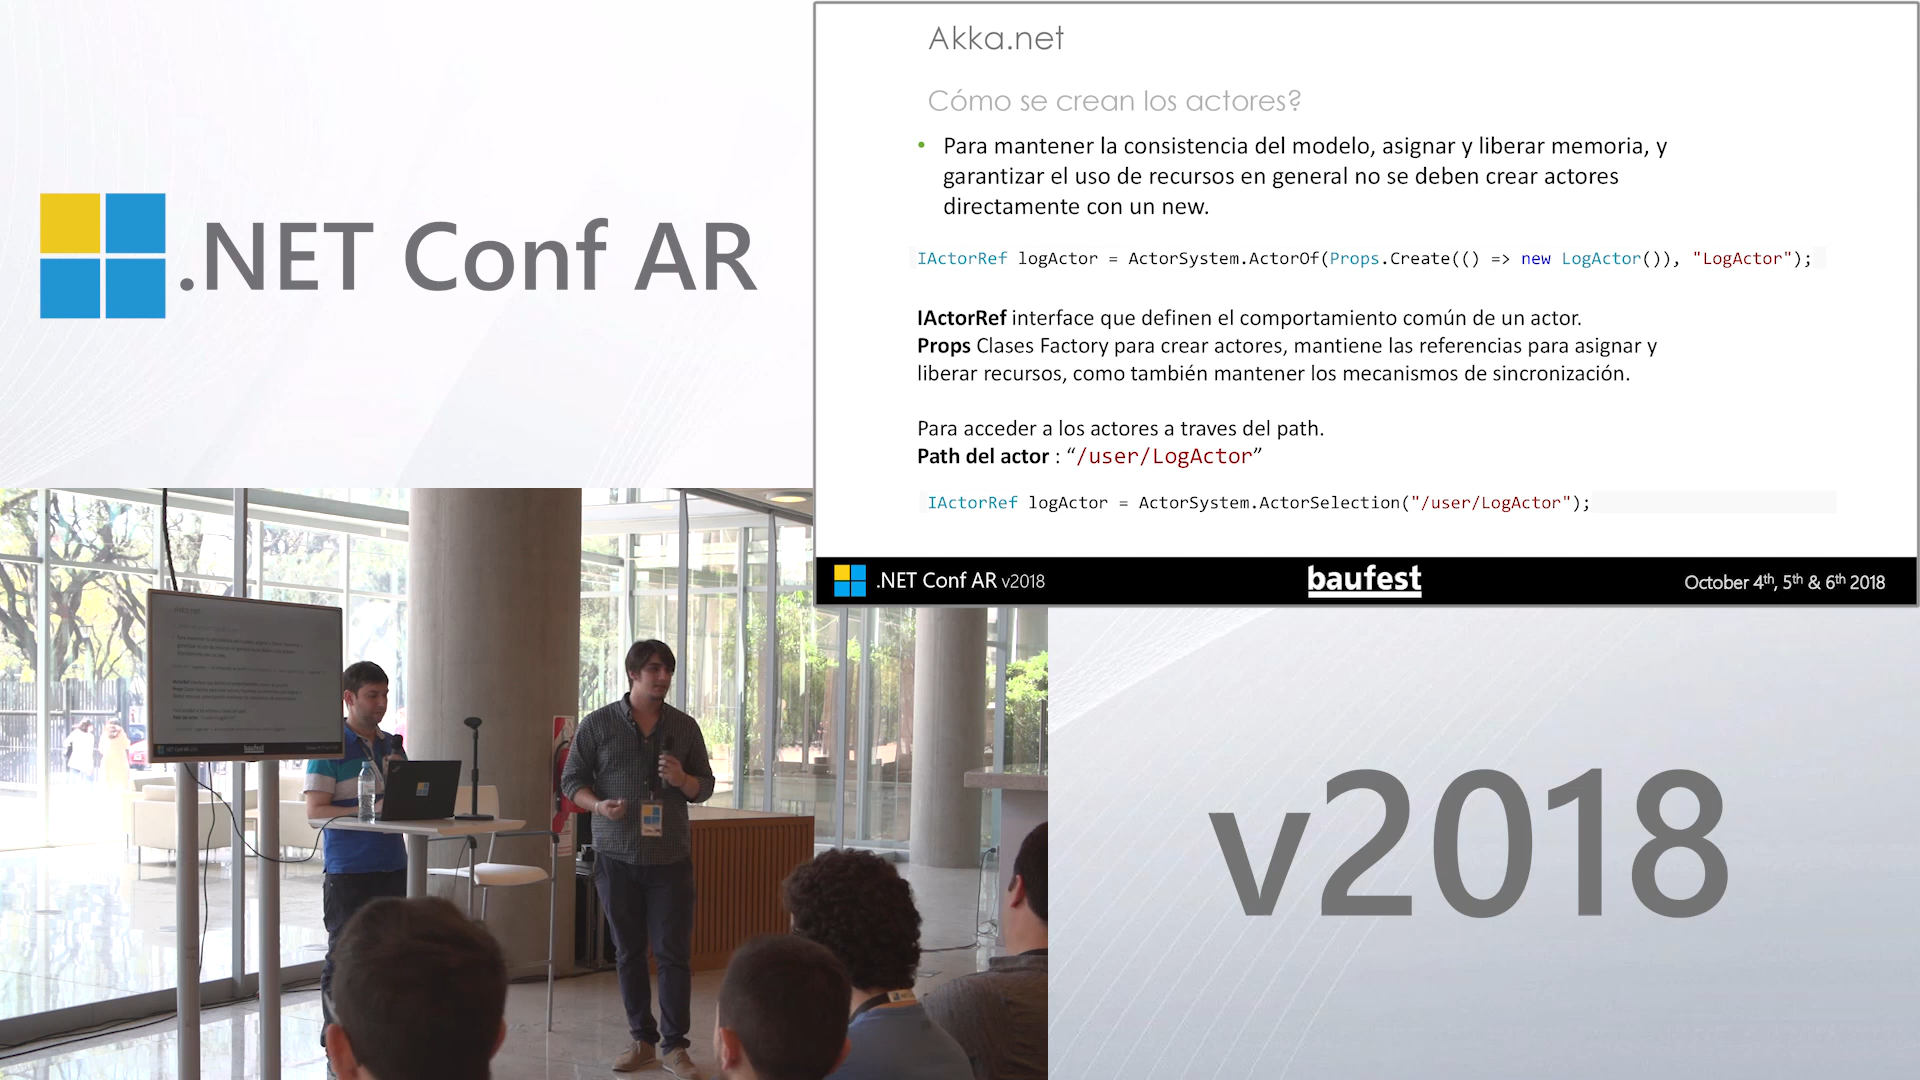 .NET Conf AR
Akka.net
Cómo se crean los actores?
• Para mantener la consistencia del modelo, asignar y liberar memoria, y
garantizar el uso de recursos en general no se deben crear actores
directamente con un new.
IActorRef logActor = ActorSystem.ActorOf(Props.Create(() => new LogActor()), "LogActor");
IActorRef interface que definen el comportamiento común de un actor.
Props Clases Factory para crear actores, mantiene las referencias para asignar y
liberar recursos, como también mantener los mecanismos de sincronización.
Para acceder a los actores a traves del path.
Path del actor : “/user/LogActor”
IActorRef logActor = ActorSystem.ActorSelection("/user/LogActor");
.NET Conf AR v2018
baufest
October 4th, 5th & 6th 2018
Akka.net
baufest
v2018